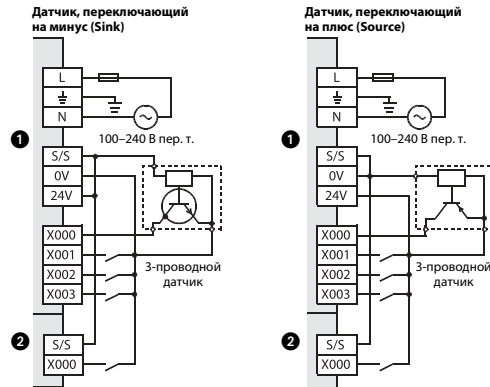 Датчик, переключающий
на минус (Sink)
L
N
100–240 В пер. т.
1
S/S
0V
24V
X000
X001
X002
X003
3-проводной
датчик
2
S/S
X000
Датчик, переключающий
на плюс (Source)
L
N
100–240 В пер. т.
1
S/S
0V
24V
X000
X001
X002
X003
3-проводной
датчик
2
S/S
X000